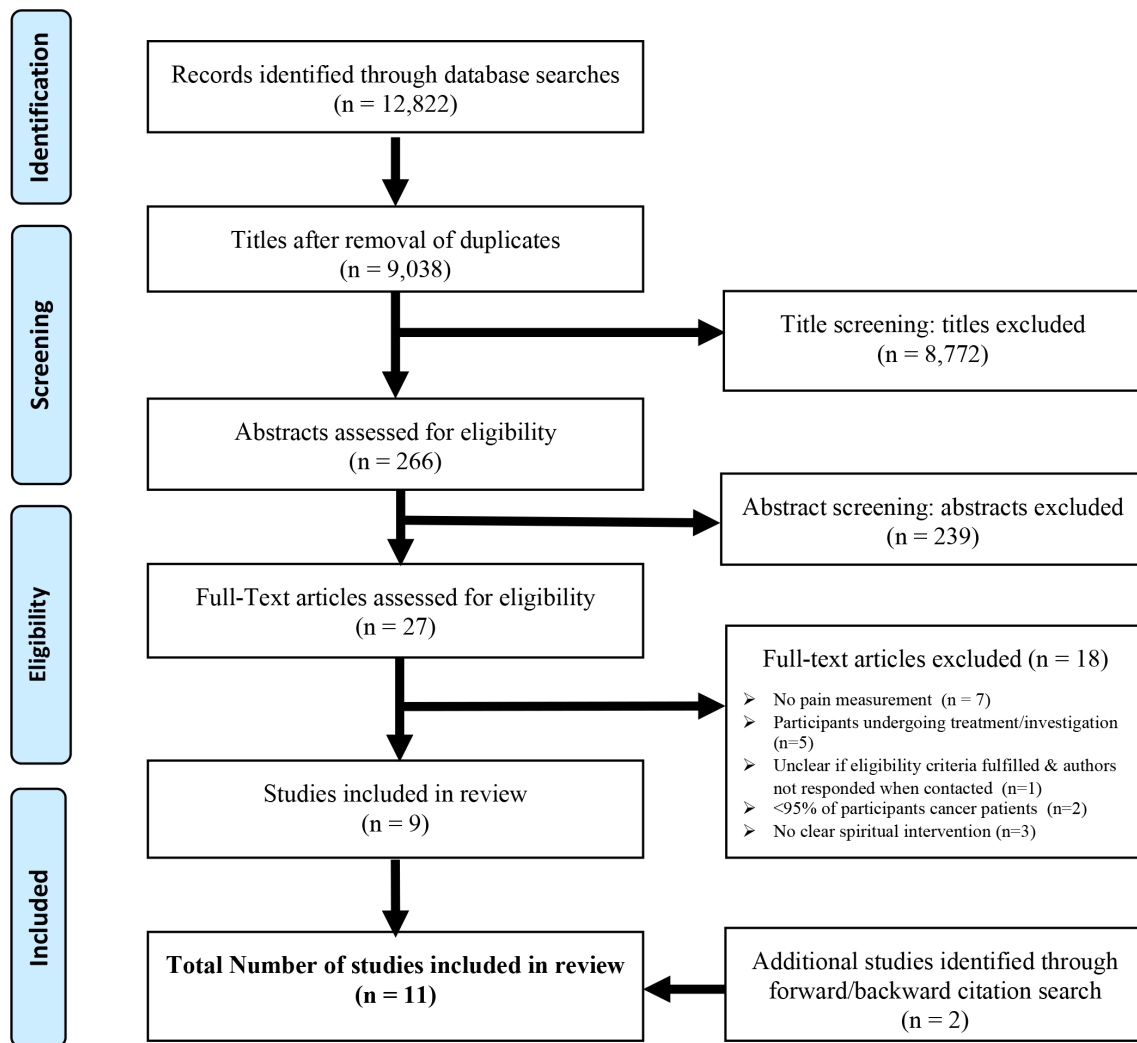 Identification
Records identified through database searches
(n = 12,822)
Titles after removal of duplicates
(n = 9,038)
Screening
Title screening: titles excluded
(n = 8,772)
Abstracts assessed for eligibility
(n = 266)
Abstract screening: abstracts excluded
(n = 239)
Eligibility
Full-Text articles assessed for eligibility
(n = 27)
Full-text articles excluded (n = 18)
➢ No pain measurement (n = 7)
➢ Participants undergoing treatment/investigation
(n=5)
➢ Unclear if eligibility criteria fulfilled & authors
not responded when contacted (n=1)
➢ <95% of participants cancer patients (n=2)
➢ No clear spiritual intervention (n=3)
Studies included in review
(n = 9)
Included
Total Number of studies included in review
(n = 11)
Additional studies identified through
forward/backward citation search
(n = 2)